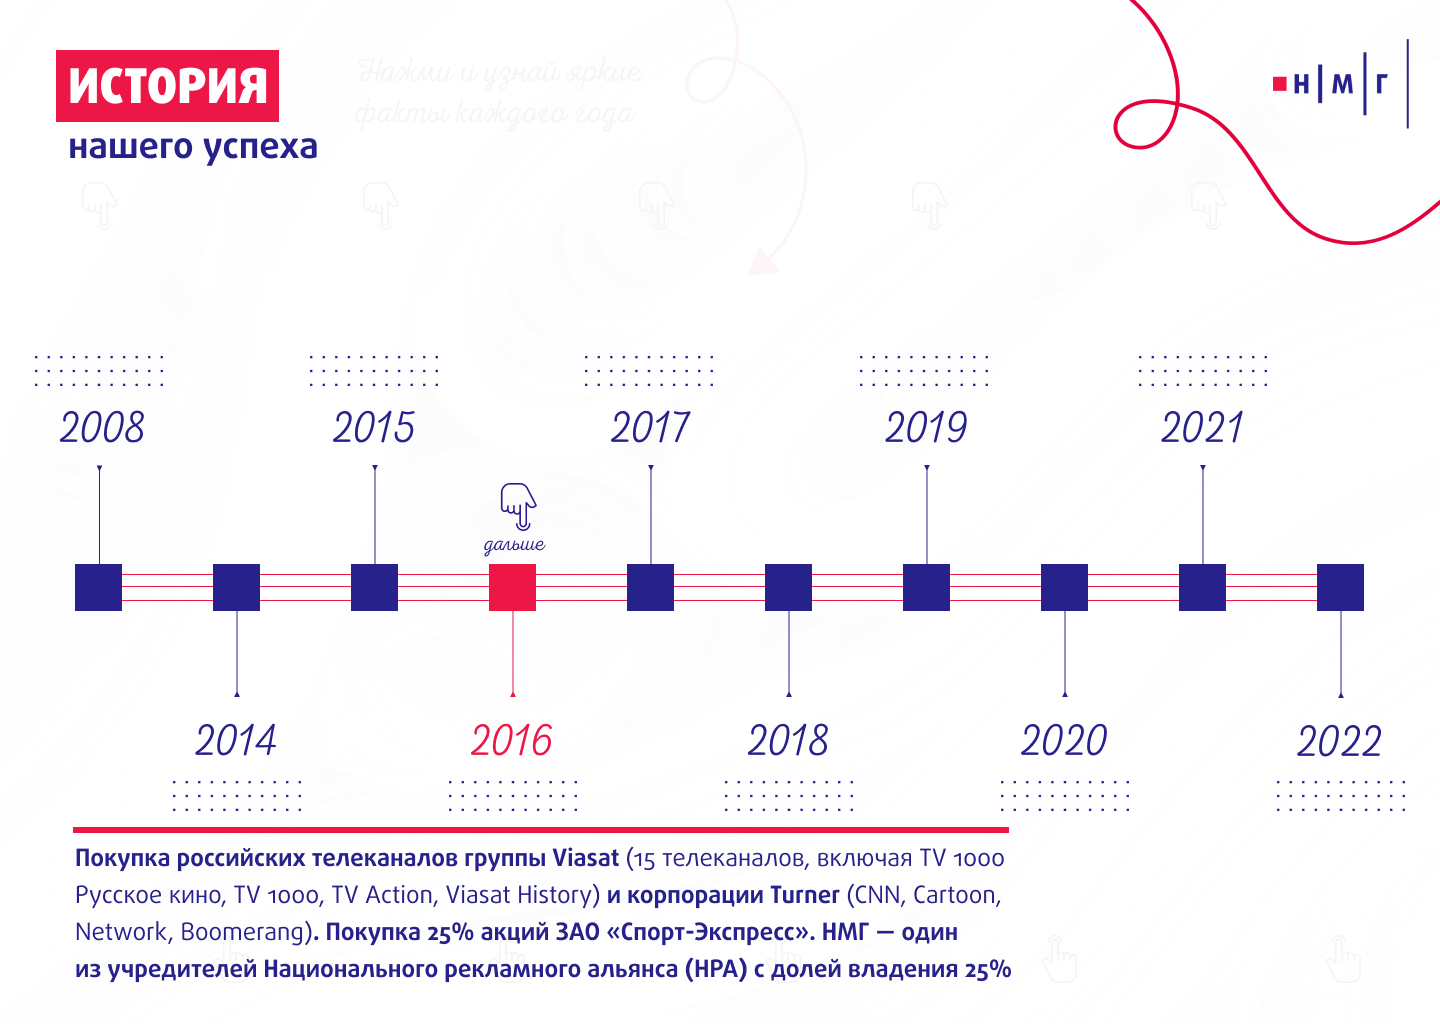 ИСТОРИЯ
нашего успеха
Нажми и узнай яркие
факты каждого года
Н|М|Г
2008
2015
2017
2019
2021
дальше
2014
2016
2018
2020
2022
Покупка российских телеканалов группы Viasat (15 телеканалов, включая TV 1000
Русское кино, TV 1000, TV Action, Viasat History) и корпорации Turner (CNN, Cartoon,
Network, Boomerang). Покупка 25% акций ЗАО «Спорт-Экспресс». НМГ — один
из учредителей Национального рекламного альянса (НРА) с долей владения 25%